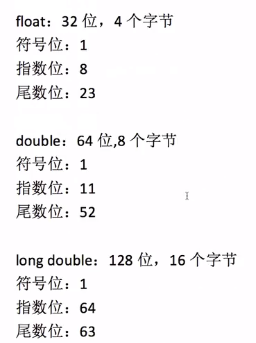 float：32 位，4 个字节
符号位：1
指数位：8
尾数位：23
double：64 位,8 个字节
符号位：1
指数位：11
尾数位：52
long double：128 位，16 个字节
符号位：1
指数位：64
尾数位：63